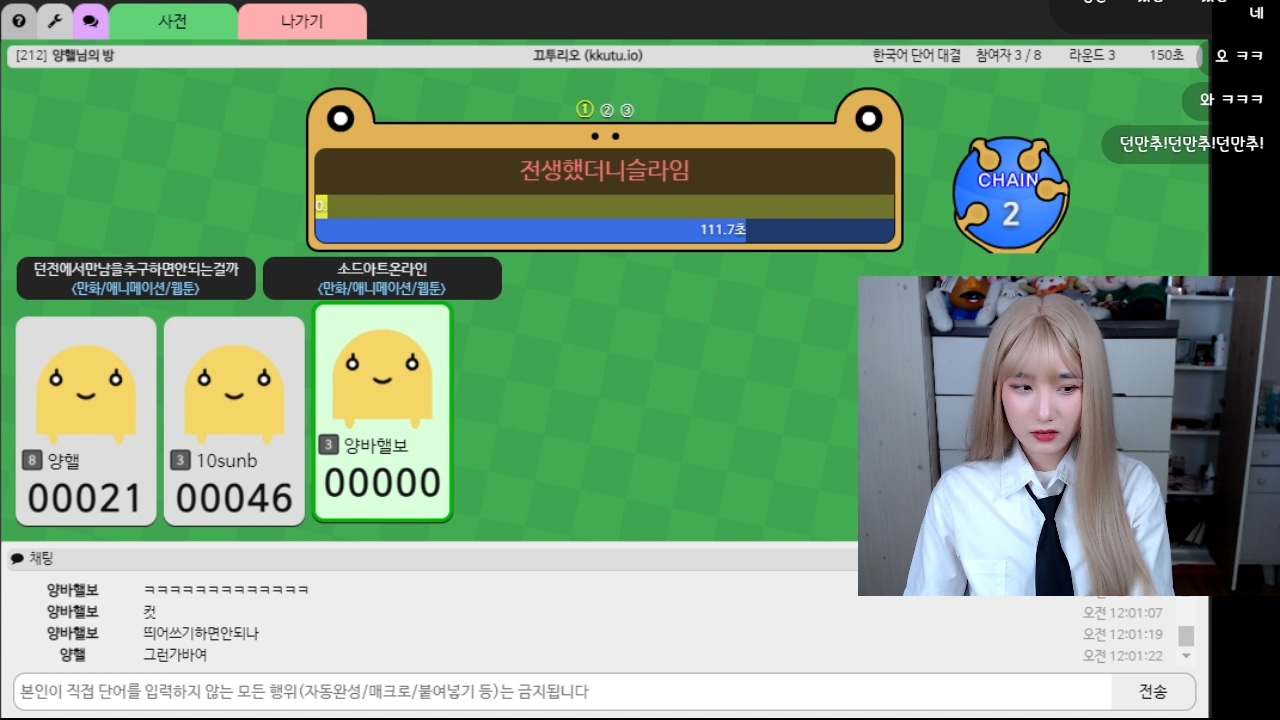 사전
나가기
네
[212] 양햴님의 방
끄투리오 (kkutu.io)
한국어 단어 대결 참여자 3 / 8 라운드 3 150초
오 ㅋㅋ
① ② ③
와 ㅋㅋㅋ
던만추!던만추!던만추!
전생했더니슬라임
CHAIN
2
0.
111.7초
던전에서만남을추구하면안되는걸까
<만화/애니메이션/웹툰>
소드아트온라인
<만화/애니메이션/웹툰>
8 양햴
00021
3 10sunb
00046
3 양바햴보
00000
채팅
양바햴보 ㅋㅋㅋㅋㅋㅋㅋㅋㅋㅋㅋㅋㅋ
양바햴보 컷 오전 12:01:07
양바햴보 띄어쓰기하면안되나 오전 12:01:19
양햴 그런가바여 오전 12:01:22
본인이 직접 단어를 입력하지 않는 모든 행위(자동완성/매크로/붙여넣기 등)는 금지됩니다
전송